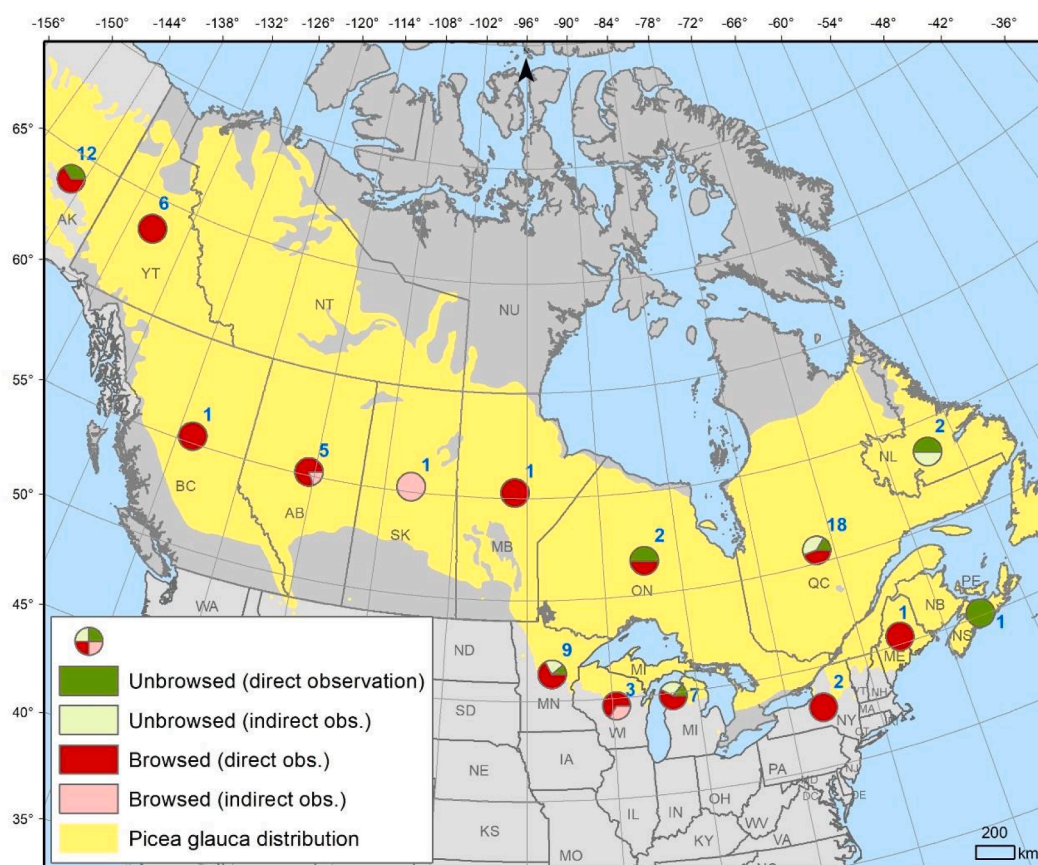 -156° -150° -144° -138° -132° -126° -120° -114° -108° -102° -96° -90° -84° -78° -72° -66° -60° -54° -48° -42° -36°
65°
60°
55°
50°
45°
40°
35°
12
AK
6
YT
NT
NU
1
BC
5
AB
1
SK
1
MB
2
ON
18
QC
2
NL
PE
NB
NS
1
1
ME
2
NY
VT
NH
MA
CT
RI
9
MN
3
WI
MI
7
MI
WA
ND
SD
NE
KS
IA
MO
IL
IN
OH
KY
WV
VA
PA
NJ
MD
DC
DE
Unbrowsed (direct observation)
Unbrowsed (indirect obs.)
Browsed (direct obs.)
Browsed (indirect obs.)
Picea glauca distribution
200
km